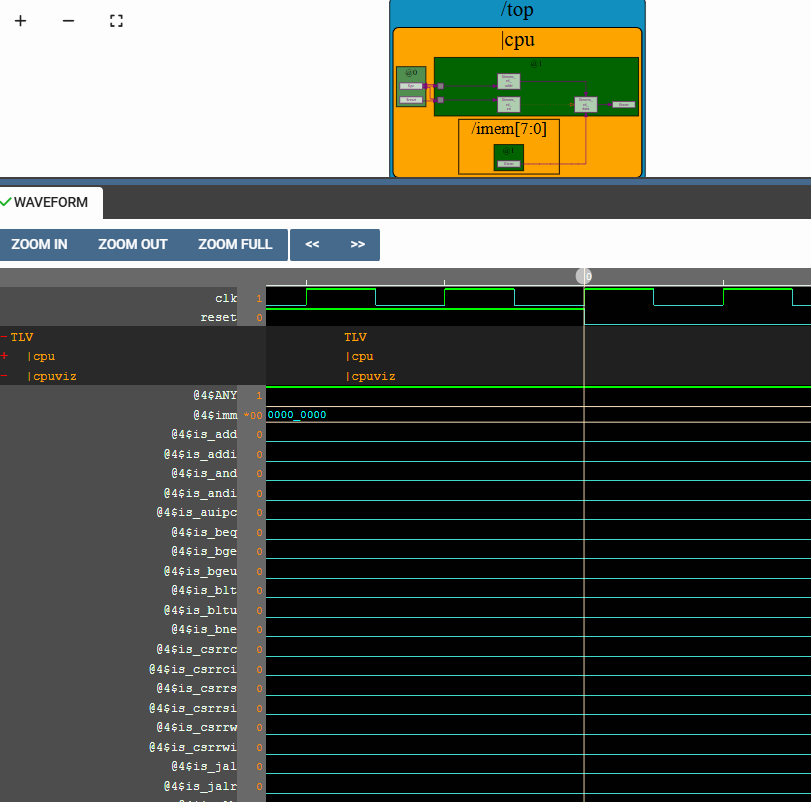 /top
|cpu
@0
@1
/imem[7:0]
@1
WAVEFORM
ZOOM IN ZOOM OUT ZOOM FULL << >>
0
clk 1
reset 0
TLV TLV
|cpu |cpu
|cpuviz |cpuviz
@4$ANY 1
@4$imm *00 0000_0000
@4$is_add 0
@4$is_addi 0
@4$is_and 0
@4$is_andi 0
@4$is_auipc 0
@4$is_beq 0
@4$is_bge 0
@4$is_bgeu 0
@4$is_blt 0
@4$is_bltu 0
@4$is_bne 0
@4$is_csrrc 0
@4$is_csrrci 0
@4$is_csrrs 0
@4$is_csrrsi 0
@4$is_csrrw 0
@4$is_csrrwi 0
@4$is_jal 0
@4$is_jalr 0